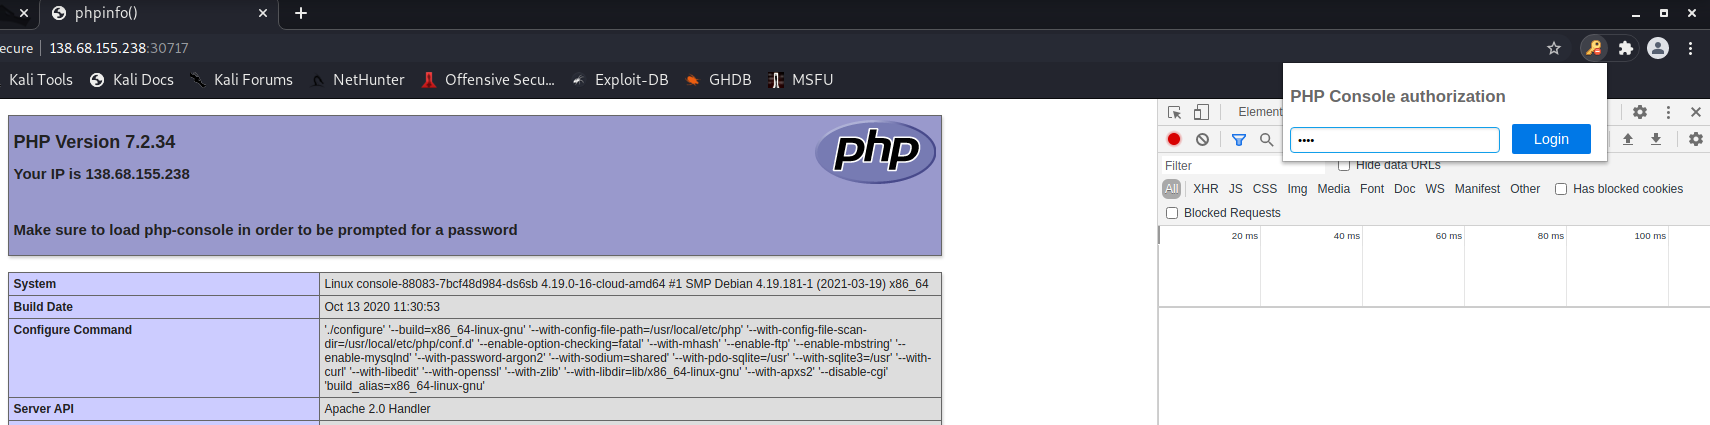 phpinfo()
ecure 138.68.155.238:30717
Kali Tools Kali Docs Kali Forums NetHunter Offensive Secu... Exploit-DB GHDB MSFU
PHP Console authorization
•••• Login
PHP Version 7.2.34
php
Your IP is 138.68.155.238
Make sure to load php-console in order to be prompted for a password
System Linux console-88083-7bcf48d984-ds6sb 4.19.0-16-cloud-amd64 #1 SMP Debian 4.19.181-1 (2021-03-19) x86_64
Build Date Oct 13 2020 11:30:53
Configure Command './configure' '--build=x86_64-linux-gnu' '--with-config-file-path=/usr/local/etc/php' '--with-config-file-scan-
dir=/usr/local/etc/php/conf.d' '--enable-option-checking=fatal' '--with-mhash' '--enable-ftp' '--enable-mbstring' '--
enable-mysqlnd' '--with-password-argon2' '--with-sodium=shared' '--with-pdo-sqlite=/usr' '--with-sqlite3=/usr' '--with-
curl' '--with-libedit' '--with-openssl' '--with-zlib' '--with-libdir=lib/x86_64-linux-gnu' '--with-apxs2' '--disable-cgi'
'build_alias=x86_64-linux-gnu'
Server API Apache 2.0 Handler
Element
Filter Hide data URLs
All XHR JS CSS Img Media Font Doc WS Manifest Other Has blocked cookies
Blocked Requests
20 ms 40 ms 60 ms 80 ms 100 ms